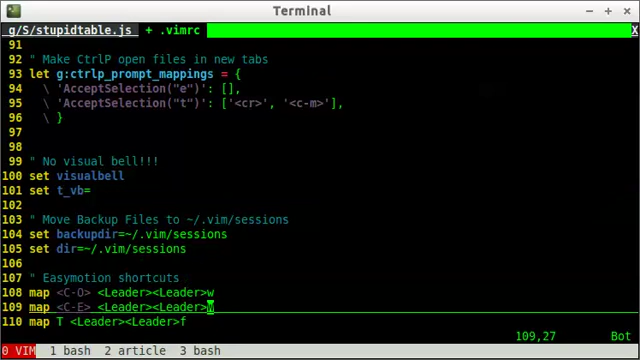 Terminal
g/S/stupidtable.js + .vimrc X
91
92 " Make CtrlP open files in new tabs
93 let g:ctrlp_prompt_mappings = {
94 \ 'AcceptSelection("e")': [],
95 \ 'AcceptSelection("t")': ['<cr>', '<c-m>'],
96 \ }
97
98
99 " No visual bell!!!
100 set visualbell
101 set t_vb=
102
103 " Move Backup Files to ~/.vim/sessions
104 set backupdir=~/.vim/sessions
105 set dir=~/.vim/sessions
106
107 " Easymotion shortcuts
108 map <C-O> <Leader><Leader>w
109 map <C-E> <Leader><Leader>W
110 map T <Leader><Leader>f
109,27 Bot
0 VIM 1 bash 2 article 3 bash